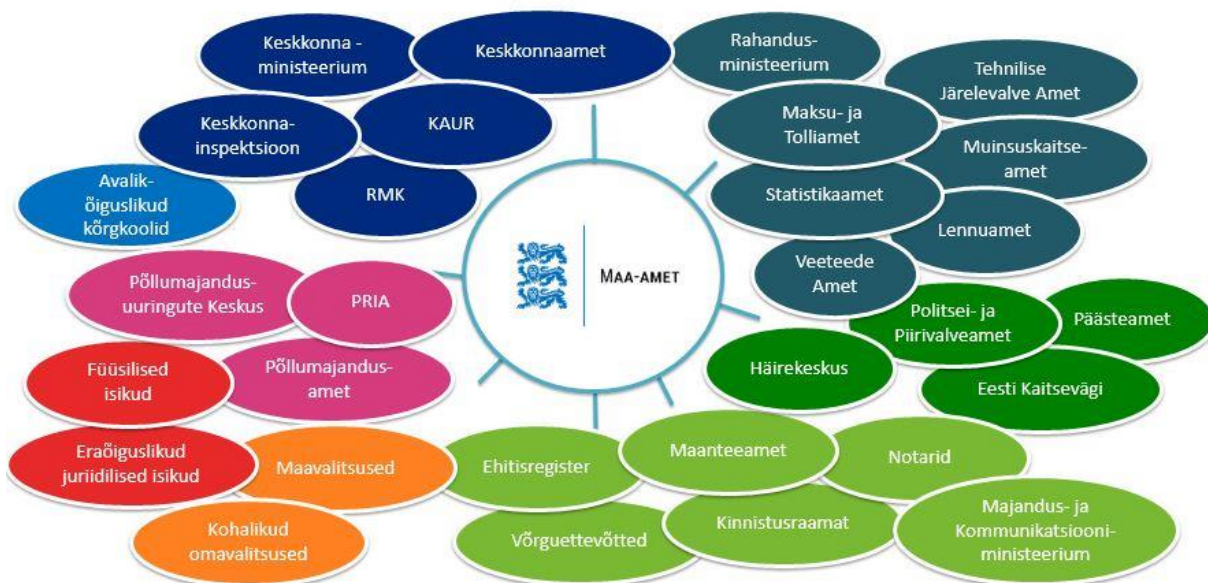 Keskkonna -
ministeerium
Keskkonnaamet
Rahandus-
ministeerium
Tehnilise
Järelevalve Amet
Keskkonna-
inspektsioon
KAUR
Maksu- ja
Tolliamet
Muinsuskaitse-
amet
Avalik-
õiguslikud
kõrgkoolid
RMK
Statistikaamet
Lennuamet
Veeteede
Amet
MAA-AMET
Põllumajandus-
uuringute Keskus
PRIA
Politsei- ja
Piirivalveamet
Päästeamet
Füüsilised
isikud
Põllumajandus-
amet
Häirekeskus
Eesti Kaitsevägi
Eraõiguslikud
juriidilised isikud
Maavalitsused
Ehitisregister
Maanteeamet
Notarid
Kohalikud
omavalitsused
Võrguettevõtted
Kinnistusraamat
Majandus- ja
Kommunikatsiooni-
ministeerium